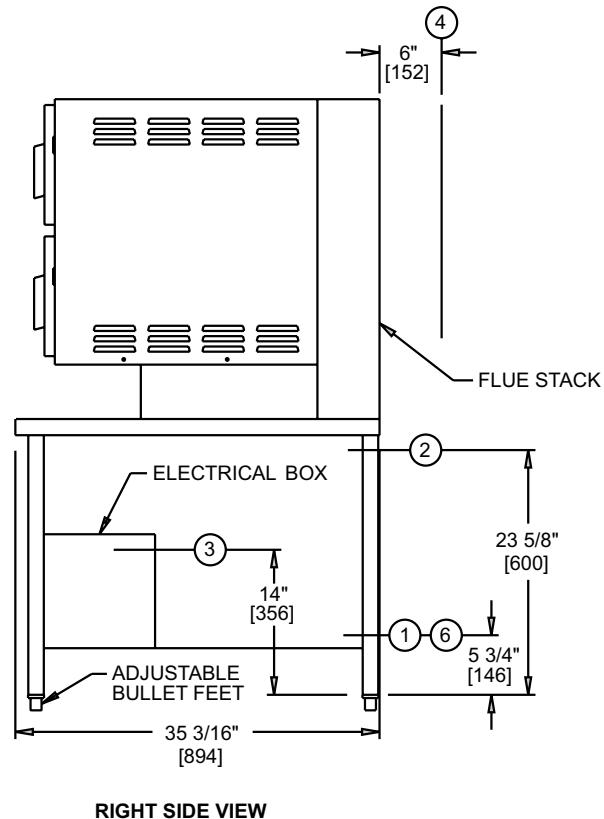 4
6"
[152]
FLUE STACK
2
ELECTRICAL BOX
3
23 5/8"
[600]
14"
[356]
1 6
5 3/4"
[146]
ADJUSTABLE
BULLET FEET
35 3/16"
[894]
RIGHT SIDE VIEW